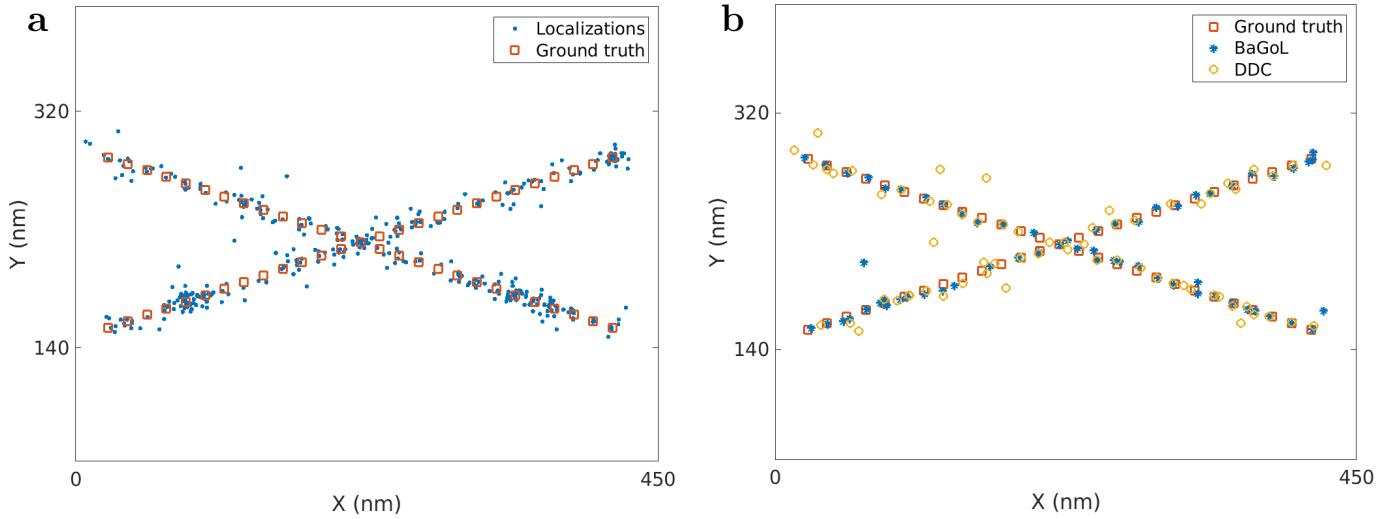 a
Localizations
Ground truth
320
140
Y (nm)
0
450
X (nm)
b
Ground truth
BaGoL
DDC
320
140
Y (nm)
0
450
X (nm)